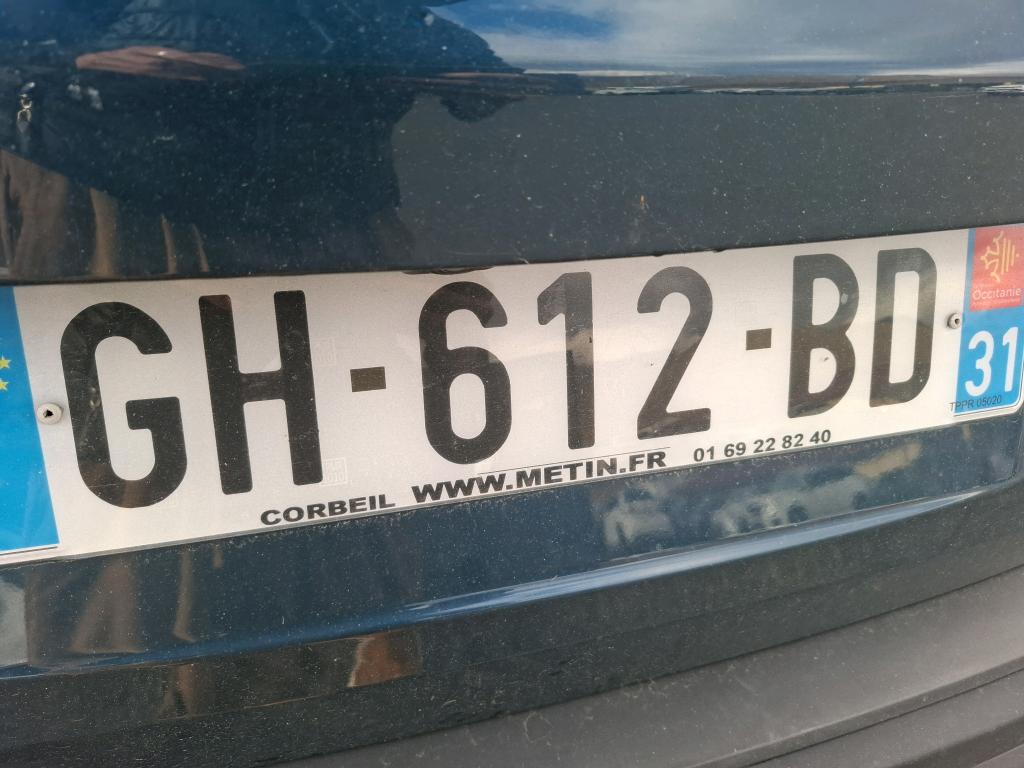 GH-612-BD
Occitanie
31
TPPR 05020
CORBEIL WWW.METIN.FR 01 69 22 82 40